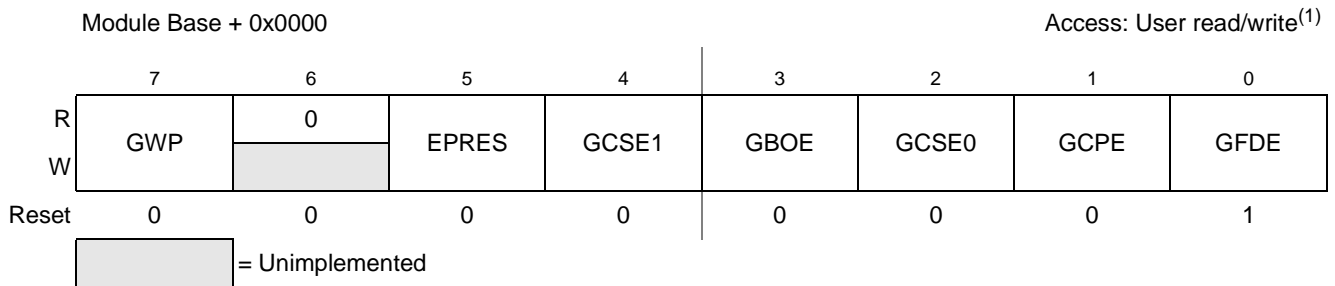 Module Base + 0x0000 Access: User read/write(1)
7 6 5 4 3 2 1 0
R GWP 0 EPRES GCSE1 GBOE GCSE0 GCPE GFDE
W
Reset 0 0 0 0 0 0 0 1
= Unimplemented